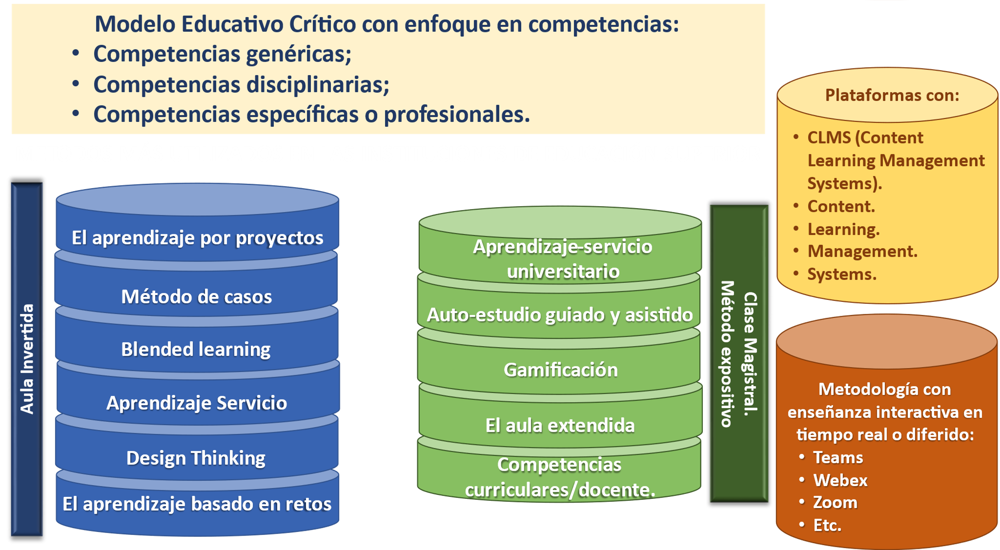 Modelo Educativo Crítico con enfoque en competencias:
• Competencias genéricas;
• Competencias disciplinarias;
• Competencias específicas o profesionales.
Aula Invertida
El aprendizaje por proyectos
Método de casos
Blended learning
Aprendizaje Servicio
Design Thinking
El aprendizaje basado en retos
Aprendizaje-servicio
universitario
Auto-estudio guiado y asistido
Gamificación
El aula extendida
Competencias
curriculares/docente.
Clase Magistral.
Método expositivo
Plataformas con:
• CLMS (Content
Learning Management
Systems).
• Content.
• Learning.
• Management.
• Systems.
Metodología con
enseñanza interactiva en
tiempo real o diferido:
• Teams
• Webex
• Zoom
• Etc.